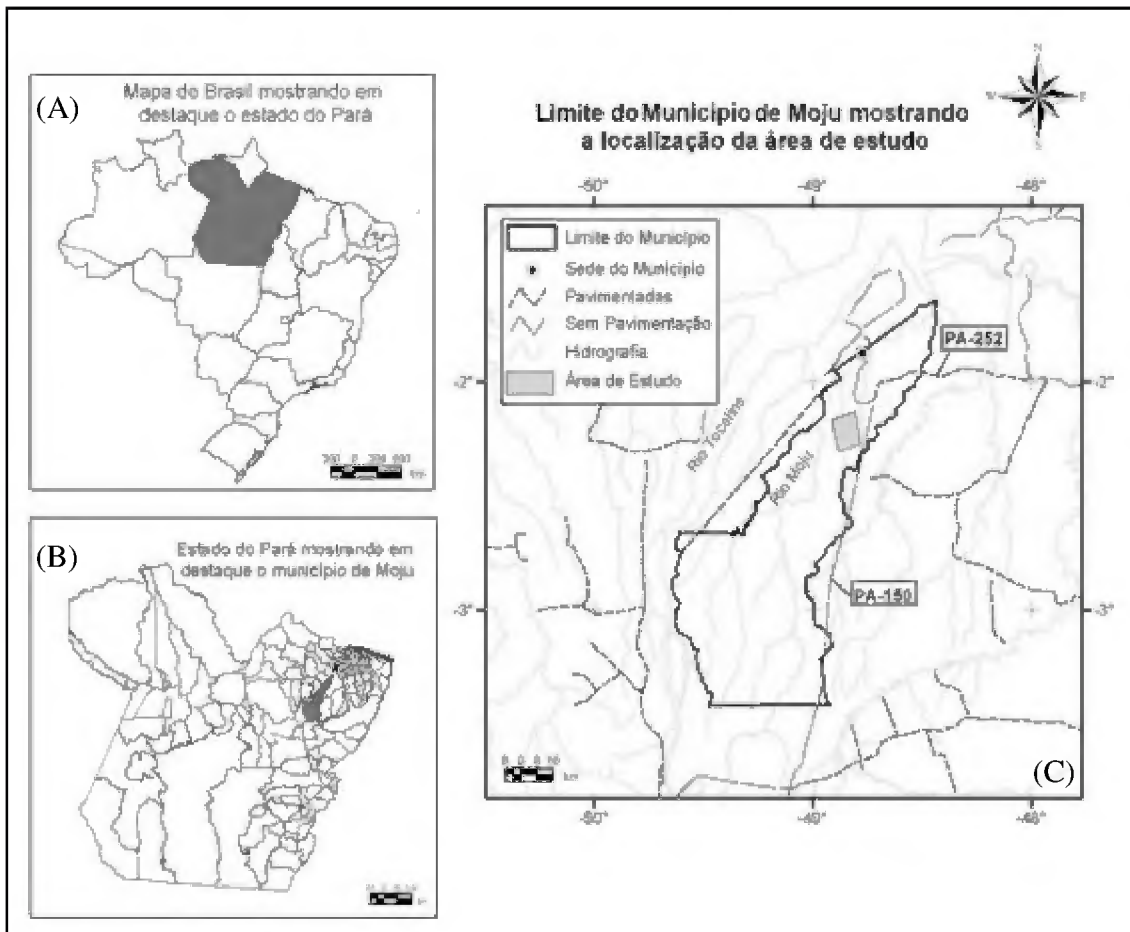 (A)
Mapa do Brasil mostrando em
destaque o estado do Pará
km
(B)
Estado do Pará mostrando em
destaque o município de Moju
N
S
Limite do Município de Moju mostrando
a localização da área de estudo
-50° -49° -48°
Limite do Município
Sede do Município
Pavimentadas
Sem Pavimentação
Hidrografia
Área de Estudo
PA-252
-2° -2°
Rio Tocantins
Rio Moju
PA-150
-3° -3°
km
(C)
-50° -49° -48°